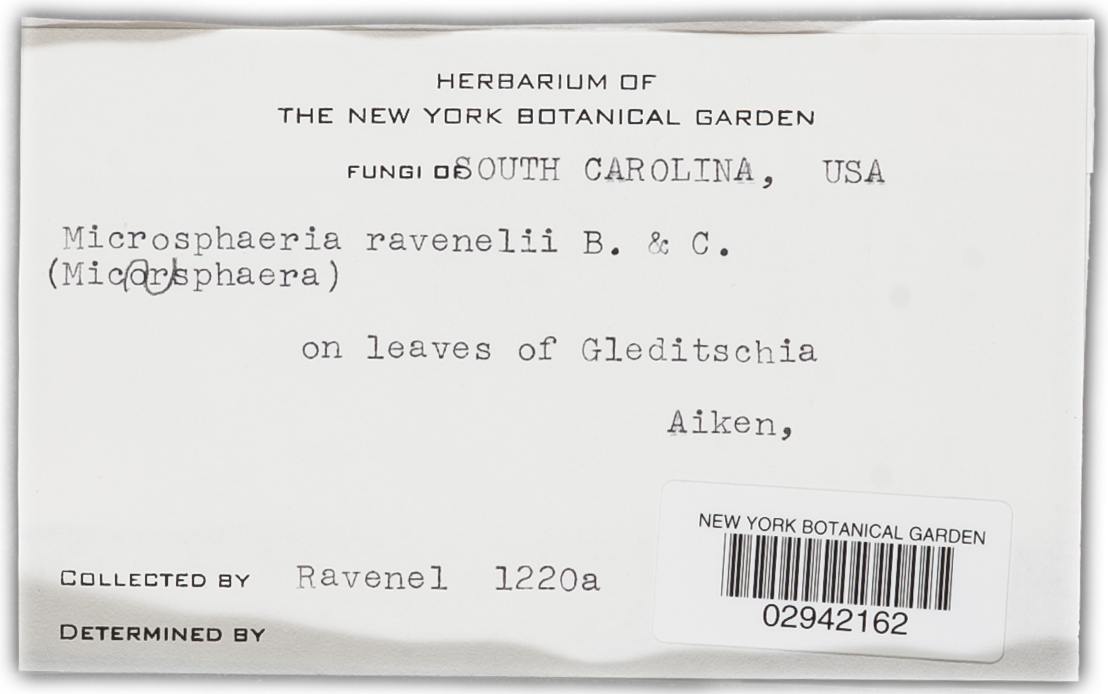 HERBARIUM OF
THE NEW YORK BOTANICAL GARDEN
FUNGI OF SOUTH CAROLINA, USA
Microsphaeria ravenelii B. & C.
(Micorsphaera)
on leaves of Gleditschia
Aiken,
NEW YORK BOTANICAL GARDEN
02942162
COLLECTED BY Ravenel 1220a
DETERMINED BY